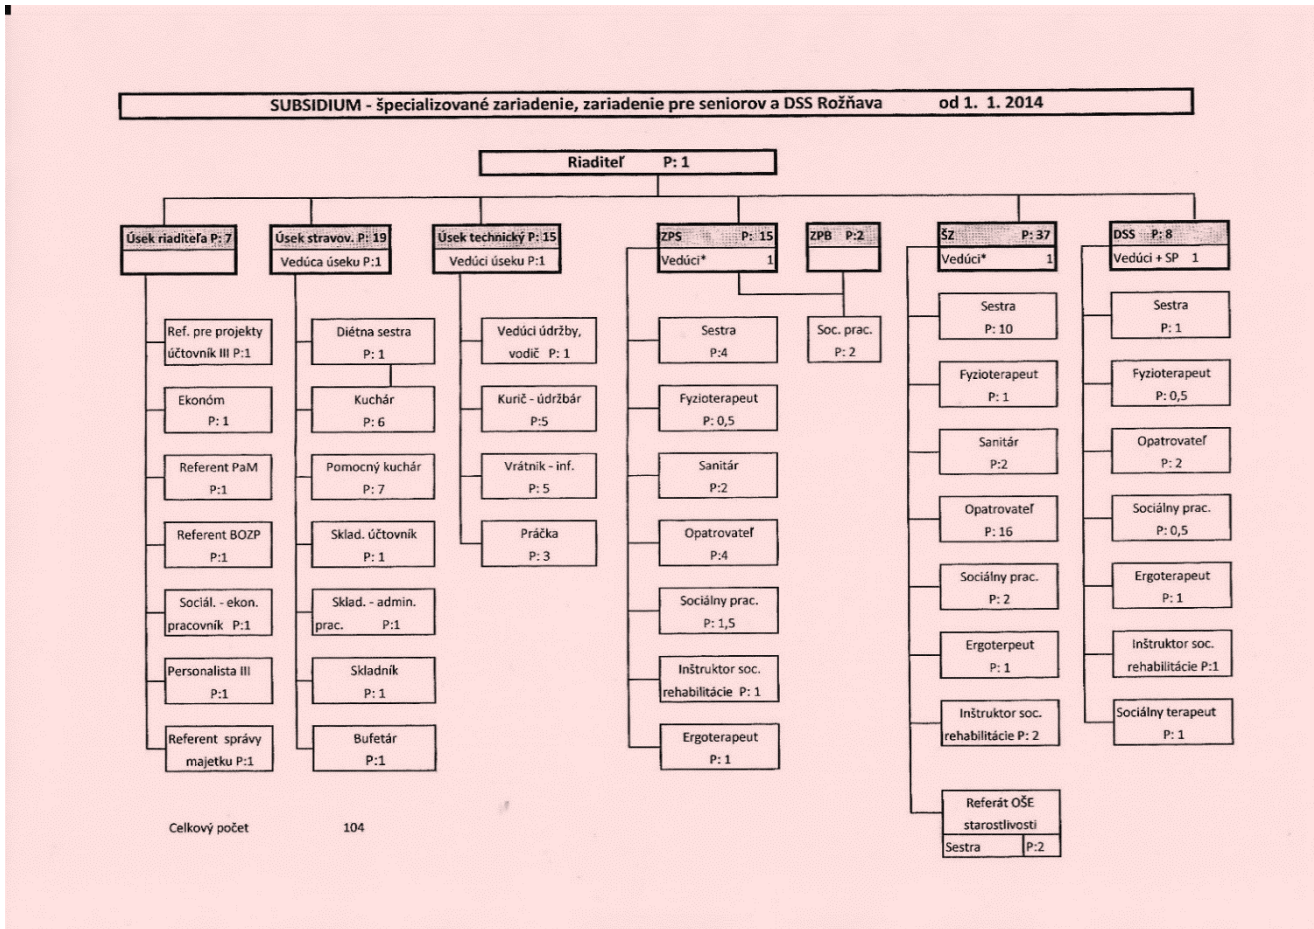 SUBSIDIUM - špecializované zariadenie, zariadenie pre seniorov a DSS Rožňava od 1. 1. 2014
Riaditeľ P: 1
Úsek riaditeľa P: 7
Úsek stravov. P: 19
Vedúca úseku P:1
Úsek technický P: 15
Vedúci úseku P:1
ZPS P: 15
Vedúci* 1
ZPB P:2
ŠZ P: 37
Vedúci* 1
DSS P: 8
Vedúci + SP 1
Ref. pre projekty
účtovník III P:1
Ekonóm
P: 1
Referent PaM
P:1
Referent BOZP
P:1
Sociál. - ekon.
pracovník P:1
Personalista III
P:1
Referent správy
majetku P:1
Diétna sestra
P: 1
Kuchár
P: 6
Pomocný kuchár
P: 7
Sklad. účtovník
P: 1
Sklad. - admin.
prac. P:1
Skladník
P: 1
Bufetár
P:1
Vedúci údržby,
vodič P: 1
Kurič - údržbár
P:5
Vrátnik - inf.
P: 5
Práčka
P: 3
Sestra
P:4
Fyzioterapeut
P: 0,5
Sanitár
P:2
Opatrovateľ
P:4
Sociálny prac.
P: 1,5
Inštruktor soc.
rehabilitácie P: 1
Ergoterapeut
P: 1
Soc. prac.
P: 2
Sestra
P: 10
Fyzioterapeut
P: 1
Sanitár
P:2
Opatrovateľ
P: 16
Sociálny prac.
P: 2
Ergoterpeut
P: 1
Inštruktor soc.
rehabilitácie P: 2
Referát OŠE
starostlivosti
Sestra P:2
Sestra
P: 1
Fyzioterapeut
P: 0,5
Opatrovateľ
P: 2
Sociálny prac.
P: 0,5
Ergoterapeut
P: 1
Inštruktor soc.
rehabilitácie P:1
Sociálny terapeut
P: 1
Celkový počet 104